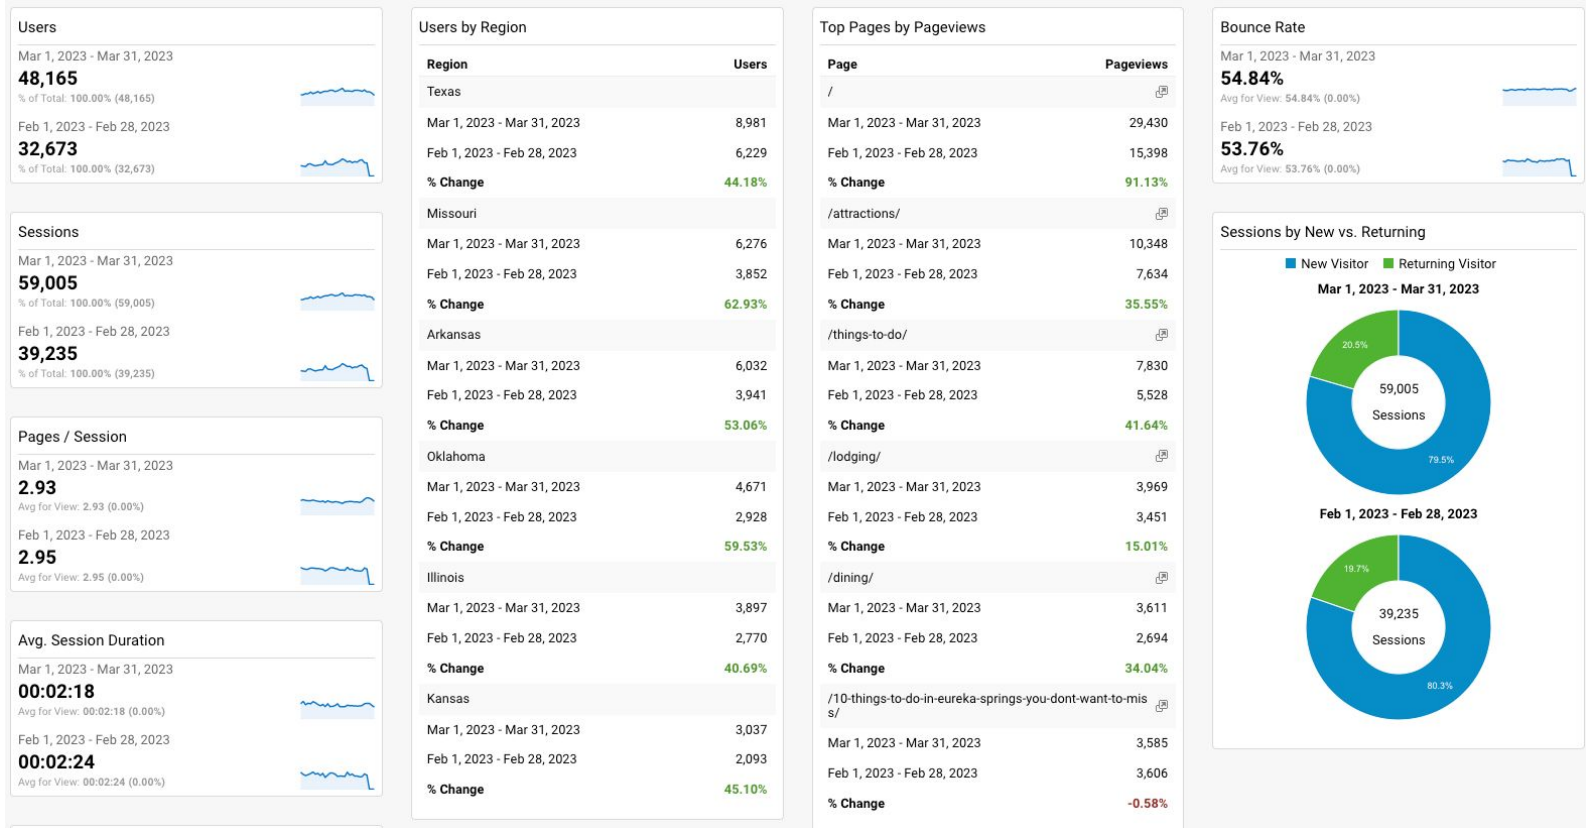 Users
Mar 1, 2023 - Mar 31, 2023
48,165
% of Total: 100.00% (48,165)
Feb 1, 2023 - Feb 28, 2023
32,673
% of Total: 100.00% (32,673)
Sessions
Mar 1, 2023 - Mar 31, 2023
59,005
% of Total: 100.00% (59,005)
Feb 1, 2023 - Feb 28, 2023
39,235
% of Total: 100.00% (39,235)
Pages / Session
Mar 1, 2023 - Mar 31, 2023
2.93
Avg for View: 2.93 (0.00%)
Feb 1, 2023 - Feb 28, 2023
2.95
Avg for View: 2.95 (0.00%)
Avg. Session Duration
Mar 1, 2023 - Mar 31, 2023
00:02:18
Avg for View: 00:02:18 (0.00%)
Feb 1, 2023 - Feb 28, 2023
00:02:24
Avg for View: 00:02:24 (0.00%)
Users by Region
Region Users
Texas
Mar 1, 2023 - Mar 31, 2023 8,981
Feb 1, 2023 - Feb 28, 2023 6,229
% Change 44.18%
Missouri
Mar 1, 2023 - Mar 31, 2023 6,276
Feb 1, 2023 - Feb 28, 2023 3,852
% Change 62.93%
Arkansas
Mar 1, 2023 - Mar 31, 2023 6,032
Feb 1, 2023 - Feb 28, 2023 3,941
% Change 53.06%
Oklahoma
Mar 1, 2023 - Mar 31, 2023 4,671
Feb 1, 2023 - Feb 28, 2023 2,928
% Change 59.53%
Illinois
Mar 1, 2023 - Mar 31, 2023 3,897
Feb 1, 2023 - Feb 28, 2023 2,770
% Change 40.69%
Kansas
Mar 1, 2023 - Mar 31, 2023 3,037
Feb 1, 2023 - Feb 28, 2023 2,093
% Change 45.10%
Top Pages by Pageviews
Page Pageviews
/
Mar 1, 2023 - Mar 31, 2023 29,430
Feb 1, 2023 - Feb 28, 2023 15,398
% Change 91.13%
/attractions/
Mar 1, 2023 - Mar 31, 2023 10,348
Feb 1, 2023 - Feb 28, 2023 7,634
% Change 35.55%
/things-to-do/
Mar 1, 2023 - Mar 31, 2023 7,830
Feb 1, 2023 - Feb 28, 2023 5,528
% Change 41.64%
/lodging/
Mar 1, 2023 - Mar 31, 2023 3,969
Feb 1, 2023 - Feb 28, 2023 3,451
% Change 15.01%
/dining/
Mar 1, 2023 - Mar 31, 2023 3,611
Feb 1, 2023 - Feb 28, 2023 2,694
% Change 34.04%
/10-things-to-do-in-eureka-springs-you-dont-want-to-mis
s/
Mar 1, 2023 - Mar 31, 2023 3,585
Feb 1, 2023 - Feb 28, 2023 3,606
% Change -0.58%
Bounce Rate
Mar 1, 2023 - Mar 31, 2023
54.84%
Avg for View: 54.84% (0.00%)
Feb 1, 2023 - Feb 28, 2023
53.76%
Avg for View: 53.76% (0.00%)
Sessions by New vs. Returning
New Visitor Returning Visitor
Mar 1, 2023 - Mar 31, 2023
20.5%
59,005
Sessions
79.5%
Feb 1, 2023 - Feb 28, 2023
19.7%
39,235
Sessions
80.3%